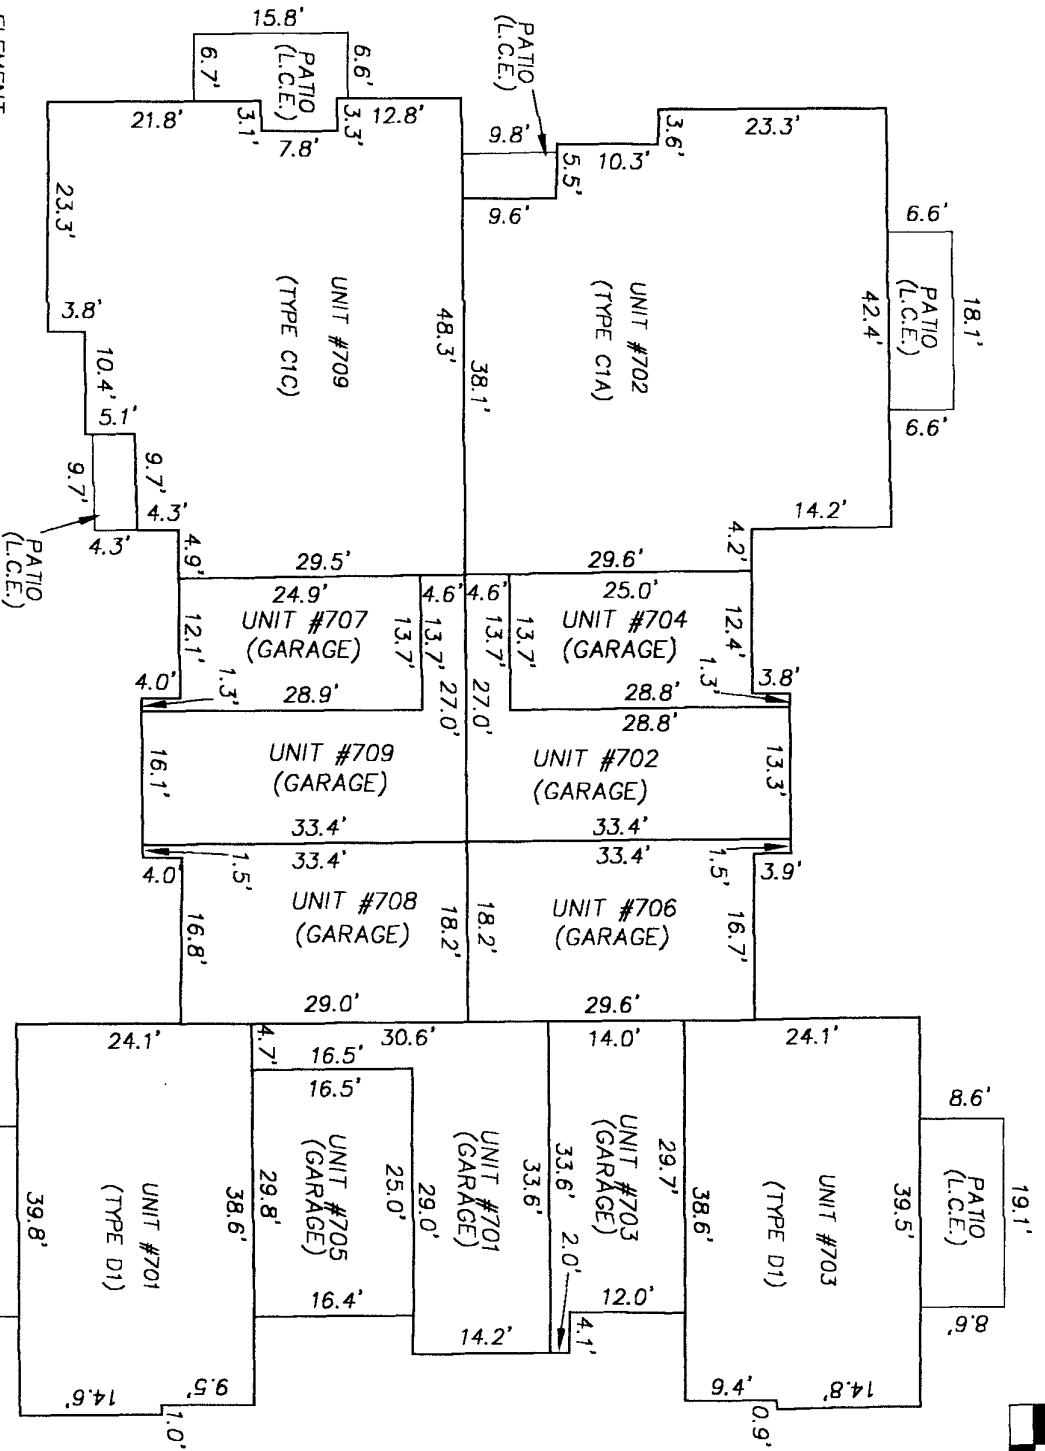 15.8'
6.7'
PATIO
(L.C.E.)
6.6'
21.8'
3.1'
7.8'
3.3'
12.8'
PATIO
(L.C.E.)
9.8'
5.5'
10.3'
3.6'
23.3'
9.6'
23.3'
UNIT #709
(TYPE C1C)
UNIT #702
(TYPE C1A)
48.3'
38.1'
42.4'
6.6'
PATIO
(L.C.E.)
18.1'
6.6'
3.8'
10.4'
5.1'
9.7'
9.7'
4.3'
4.3'
PATIO
(L.C.E.)
4.9'
14.2'
4.2'
29.5'
29.6'
24.9'
4.6'
4.6'
25.0'
UNIT #707
(GARAGE)
UNIT #704
(GARAGE)
12.1'
13.7'
13.7'
13.7'
13.7'
12.4'
4.0'
1.3'
28.9'
27.0'
27.0'
28.8'
28.8'
1.3'
3.8'
16.1'
UNIT #709
(GARAGE)
UNIT #702
(GARAGE)
13.3'
33.4'
33.4'
33.4'
33.4'
4.0'
1.5'
1.5'
3.9'
16.8'
UNIT #708
(GARAGE)
18.2'
18.2'
UNIT #706
(GARAGE)
16.7'
29.0'
29.6'
24.1'
4.7'
16.5'
30.6'
14.0'
24.1'
16.5'
39.8'
UNIT #701
(TYPE D1)
38.6'
29.8'
UNIT #705
(GARAGE)
25.0'
29.0'
UNIT #701
(GARAGE)
33.6'
33.6'
UNIT #703
(GARAGE)
2.0'
29.7'
38.6'
UNIT #703
(TYPE D1)
39.5'
8.6'
PATIO
(L.C.E.)
19.1'
8.6'
16.4'
14.2'
4.1'
12.0'
14.6'
9.5'
1.0'
9.4'
14.8'
0.9'